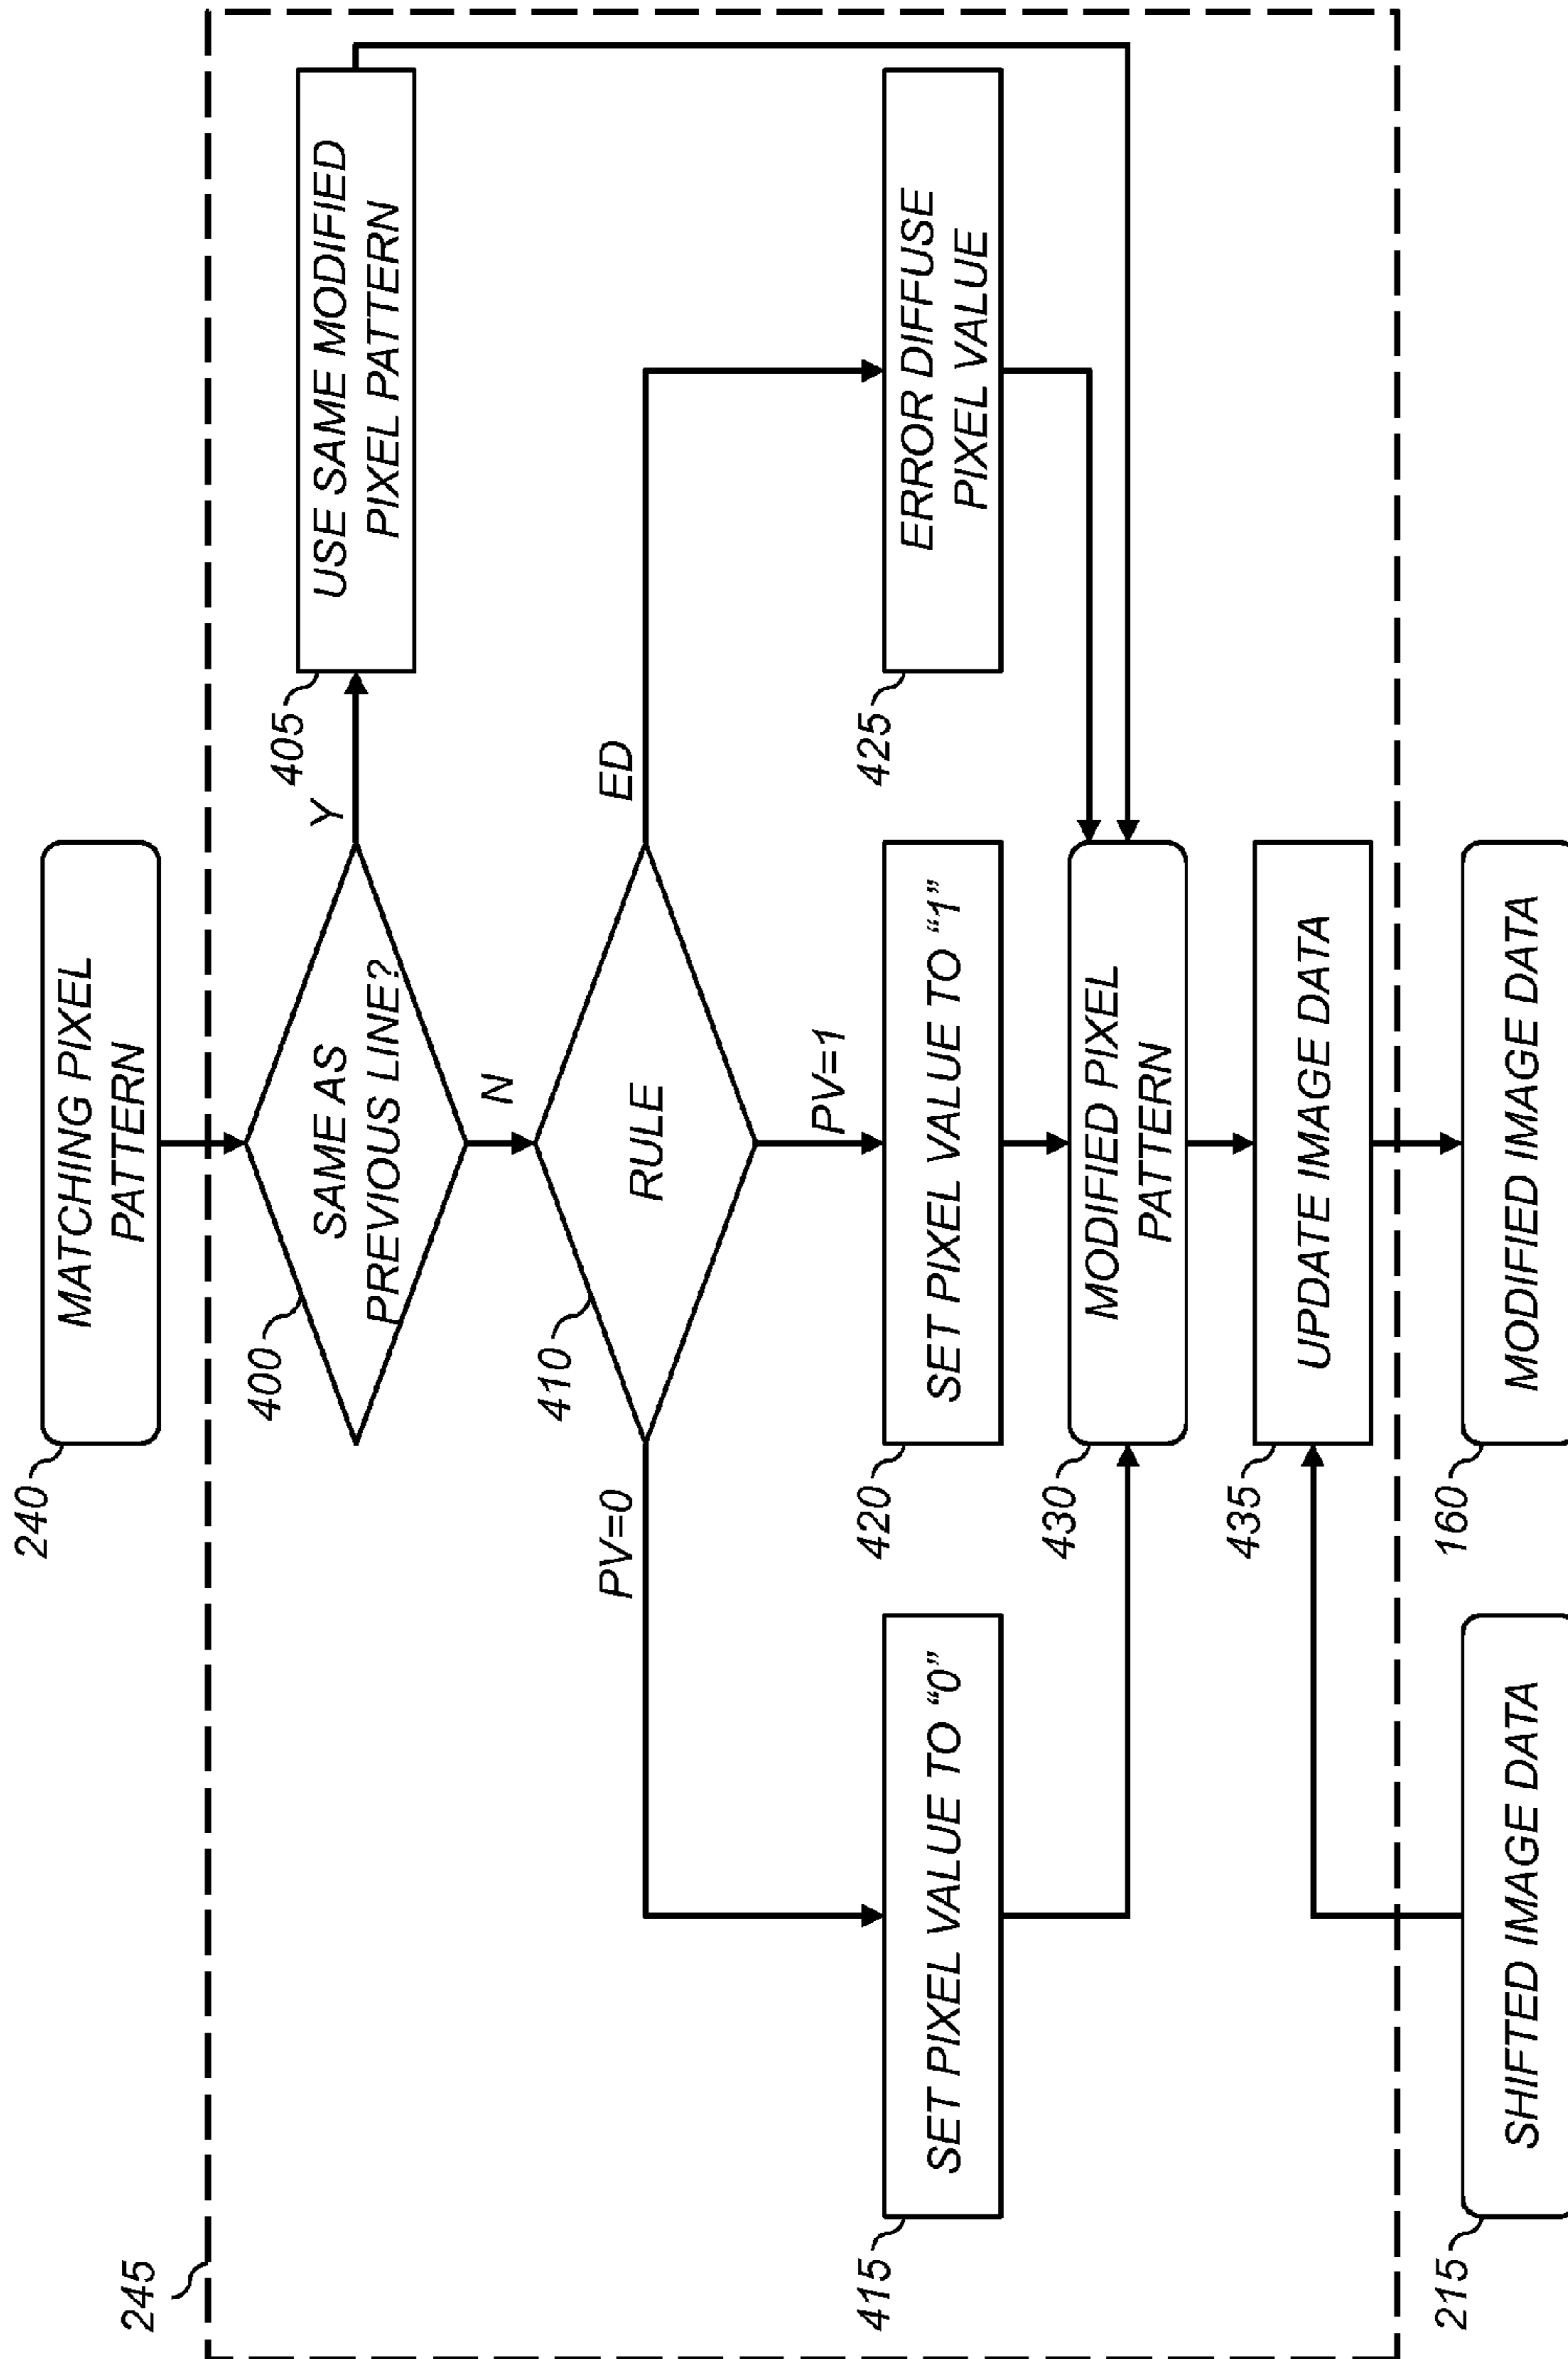 240
MATCHING PIXEL
PATTERN
245
400
SAME AS
PREVIOUS LINE?
Y
405
USE SAME MODIFIED
PIXEL PATTERN
N
410
RULE
PV=0
PV=1
ED
415
SET PIXEL VALUE TO “0”
420
SET PIXEL VALUE TO “1”
425
ERROR DIFFUSE
PIXEL VALUE
430
MODIFIED PIXEL
PATTERN
435
UPDATE IMAGE DATA
215
SHIFTED IMAGE DATA
160
MODIFIED IMAGE DATA